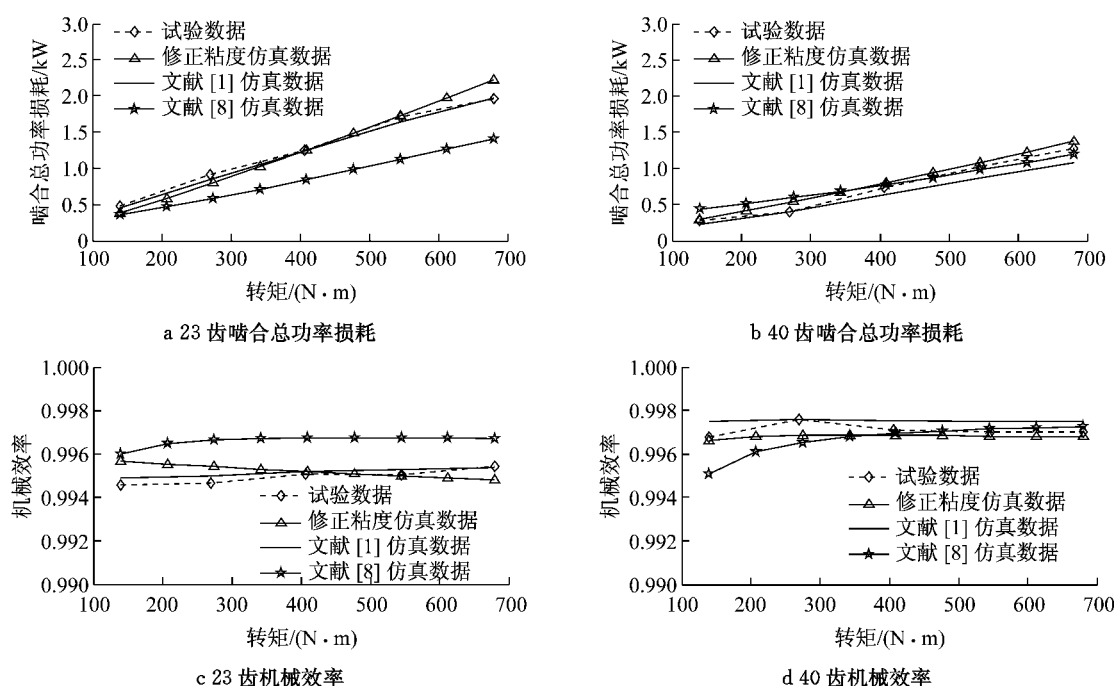 3.0
2.5
2.0
1.5
1.0
0.5
0
100 200 300 400 500 600 700
啮合总功率损耗/kW
试验数据
修正粘度仿真数据
文献 [1] 仿真数据
文献 [8] 仿真数据
转矩/(N·m)
a 23 齿啮合总功率损耗
3.0
2.5
2.0
1.5
1.0
0.5
0
100 200 300 400 500 600 700
啮合总功率损耗/kW
试验数据
修正粘度仿真数据
文献 [1] 仿真数据
文献 [8] 仿真数据
转矩/(N·m)
b 40 齿啮合总功率损耗
1.000
0.998
0.996
0.994
0.992
0.990
100 200 300 400 500 600 700
机械效率
试验数据
修正粘度仿真数据
文献 [1] 仿真数据
文献 [8] 仿真数据
转矩/(N·m)
c 23 齿机械效率
1.000
0.998
0.996
0.994
0.992
0.990
100 200 300 400 500 600 700
机械效率
试验数据
修正粘度仿真数据
文献 [1] 仿真数据
文献 [8] 仿真数据
转矩/(N·m)
d 40 齿机械效率